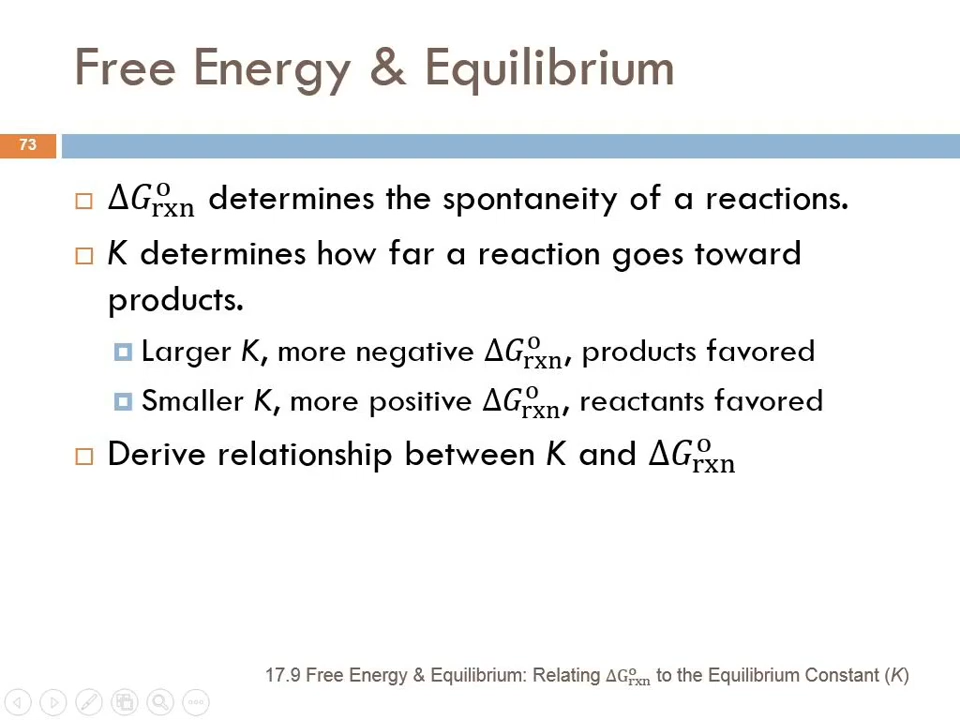 Free Energy & Equilibrium
73
ΔG°rxn determines the spontaneity of a reactions.
K determines how far a reaction goes toward
products.
Larger K, more negative ΔG°rxn, products favored
Smaller K, more positive ΔG°rxn, reactants favored
Derive relationship between K and ΔG°rxn
17.9 Free Energy & Equilibrium: Relating ΔG°rxn to the Equilibrium Constant (K)